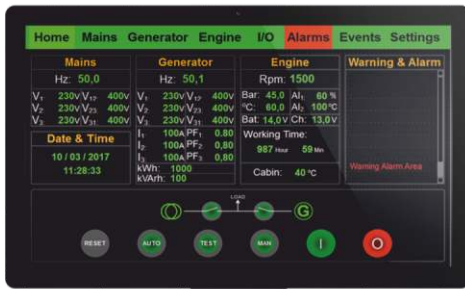 Home Mains Generator Engine I/O Alarms Events Settings
Mains
Hz: 50,0
V₁ 230v V₁₂ 400v
V₂ 230v V₂₃ 400v
V₃ 230v V₃₁ 400v
Date & Time
10 / 03 / 2017
11:28:33
Generator
Hz: 50,1
V₁ 230v V₁₂ 400v
V₂ 230v V₂₃ 400v
V₃ 230v V₃₁ 400v
I₁ 100A PF₁ 0,80
I₂ 100A PF₂ 0,80
I₃ 100A PF₃ 0,80
kWh: 1000
kVArh: 100
Engine
Rpm: 1500
Bar: 45,0 AI₁ 60 %
°C: 60,0 AI₂ 100 °C
Bat: 14,0 v Ch: 13,0 v
Working Time:
987 Hour 59 Min
Cabin: 40 °C
Warning & Alarm
Warning Alarm Area
LOAD
G
RESET AUTO TEST MAN I O